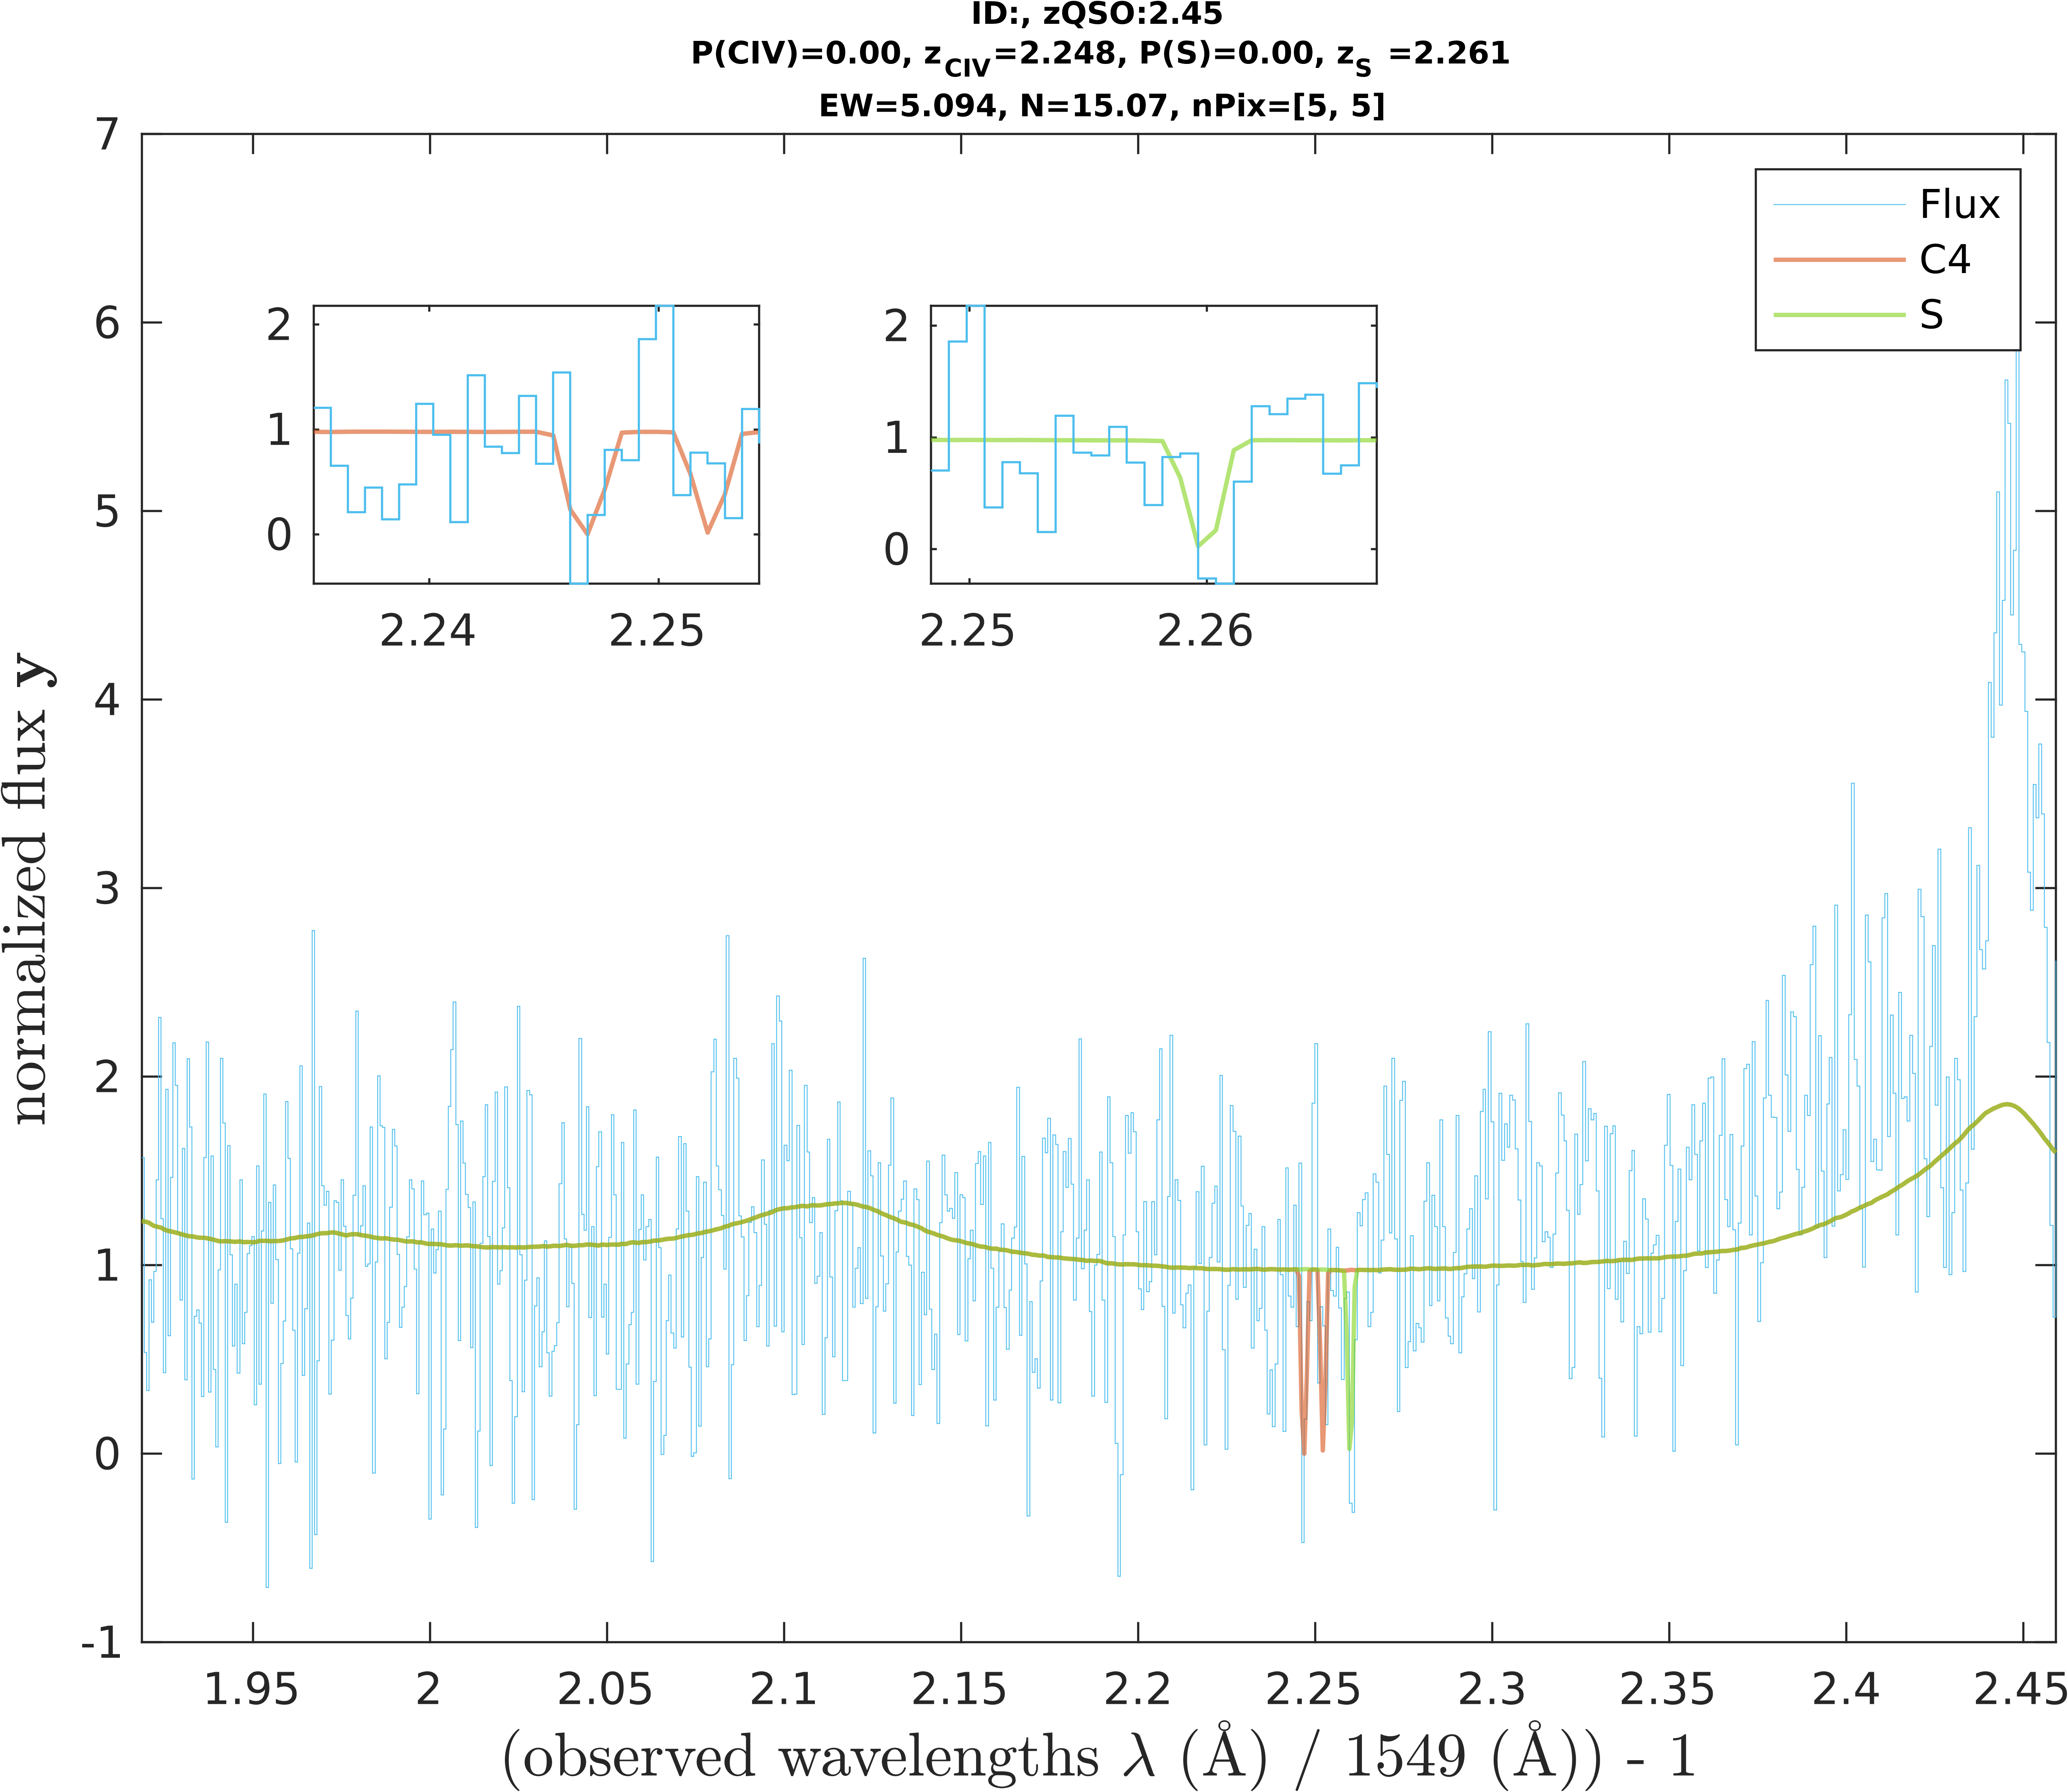 ID:, zQSO:2.45
P(CIV)=0.00, zCIV=2.248, P(S)=0.00, zS =2.261
EW=5.094, N=15.07, nPix=[5, 5]
7
6
5
4
3
2
1
0
-1
normalized flux y
Flux
C4
S
2
1
0
2.24 2.25
2
1
0
2.25 2.26
1.95 2 2.05 2.1 2.15 2.2 2.25 2.3 2.35 2.4 2.45
(observed wavelengths λ (Å) / 1549 (Å)) - 1